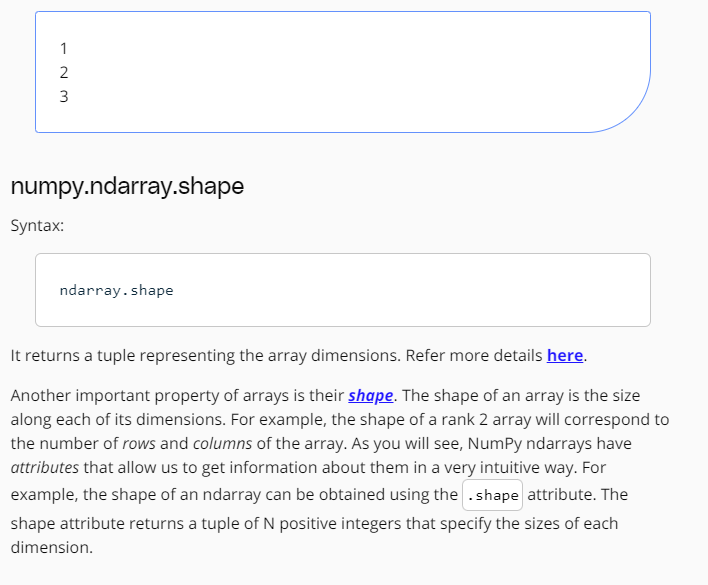 1
2
3
numpy.ndarray.shape
Syntax:
ndarray.shape
It returns a tuple representing the array dimensions. Refer more details here.
Another important property of arrays is their shape. The shape of an array is the size
along each of its dimensions. For example, the shape of a rank 2 array will correspond to
the number of rows and columns of the array. As you will see, NumPy ndarrays have
attributes that allow us to get information about them in a very intuitive way. For
example, the shape of an ndarray can be obtained using the .shape attribute. The
shape attribute returns a tuple of N positive integers that specify the sizes of each
dimension.